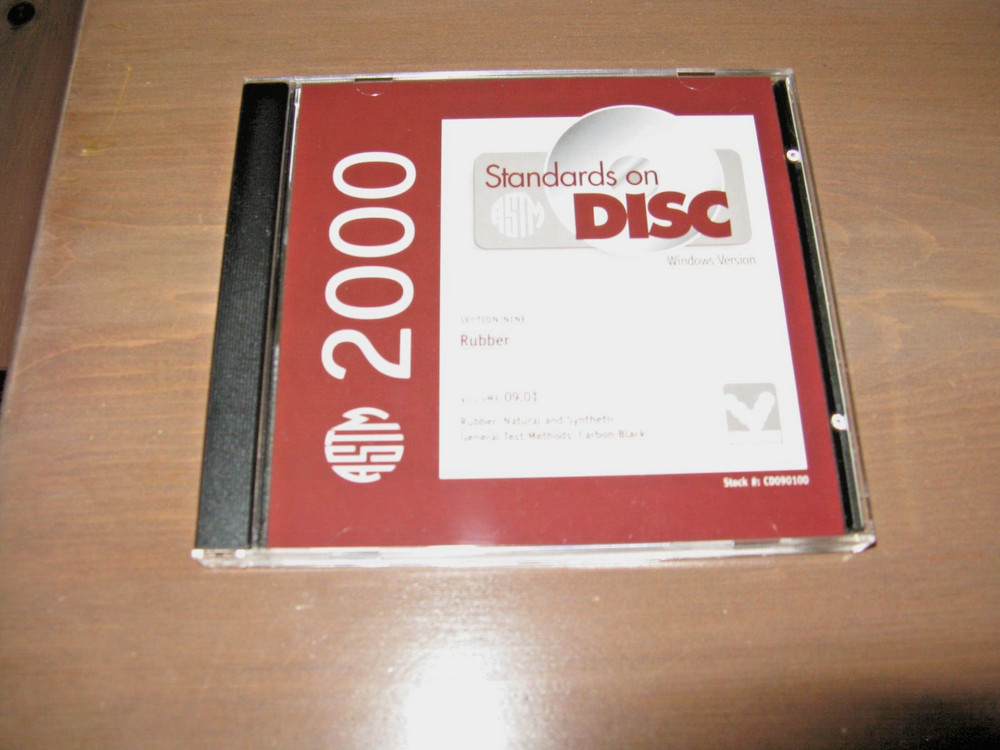 ASTM 2000
Standards on
ASTM DISC
Windows Version
SECTION NINE
Rubber
VOLUME 09.01
Rubber, Natural and Synthetic
General Test Methods; Carbon Black
Stock #: CD090100